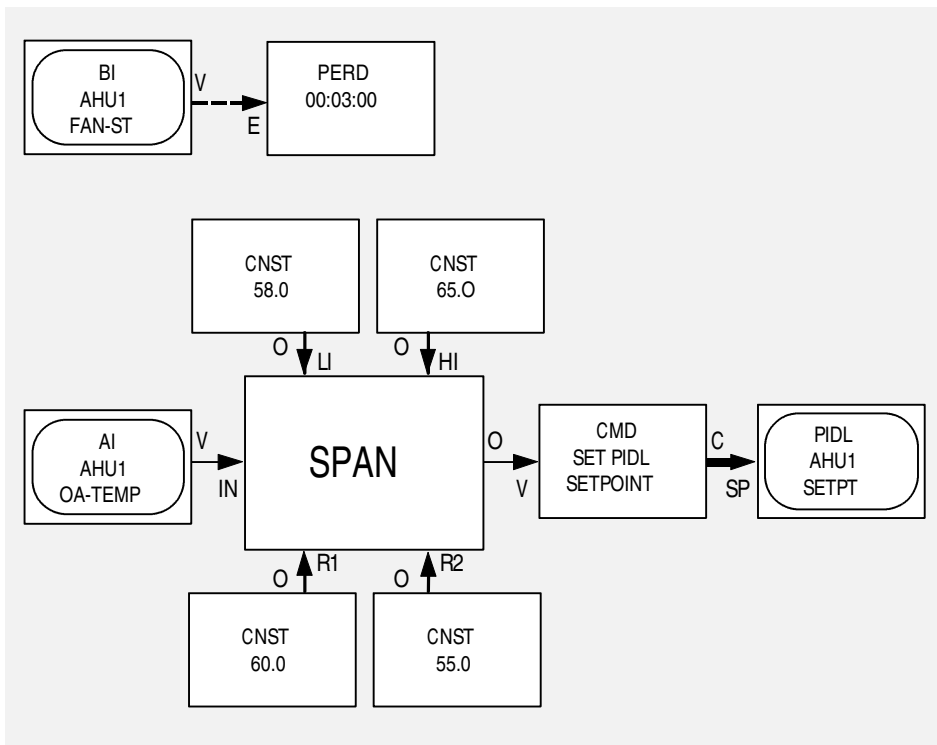 BI
AHU1
FAN-ST
V
E
PERD
00:03:00
CNST
58.0
O
LI
CNST
65.O
O
HI
AI
AHU1
OA-TEMP
V
IN
SPAN
O
V
CMD
SET PIDL
SETPOINT
C
SP
PIDL
AHU1
SETPT
O
R1
CNST
60.0
O
R2
CNST
55.0